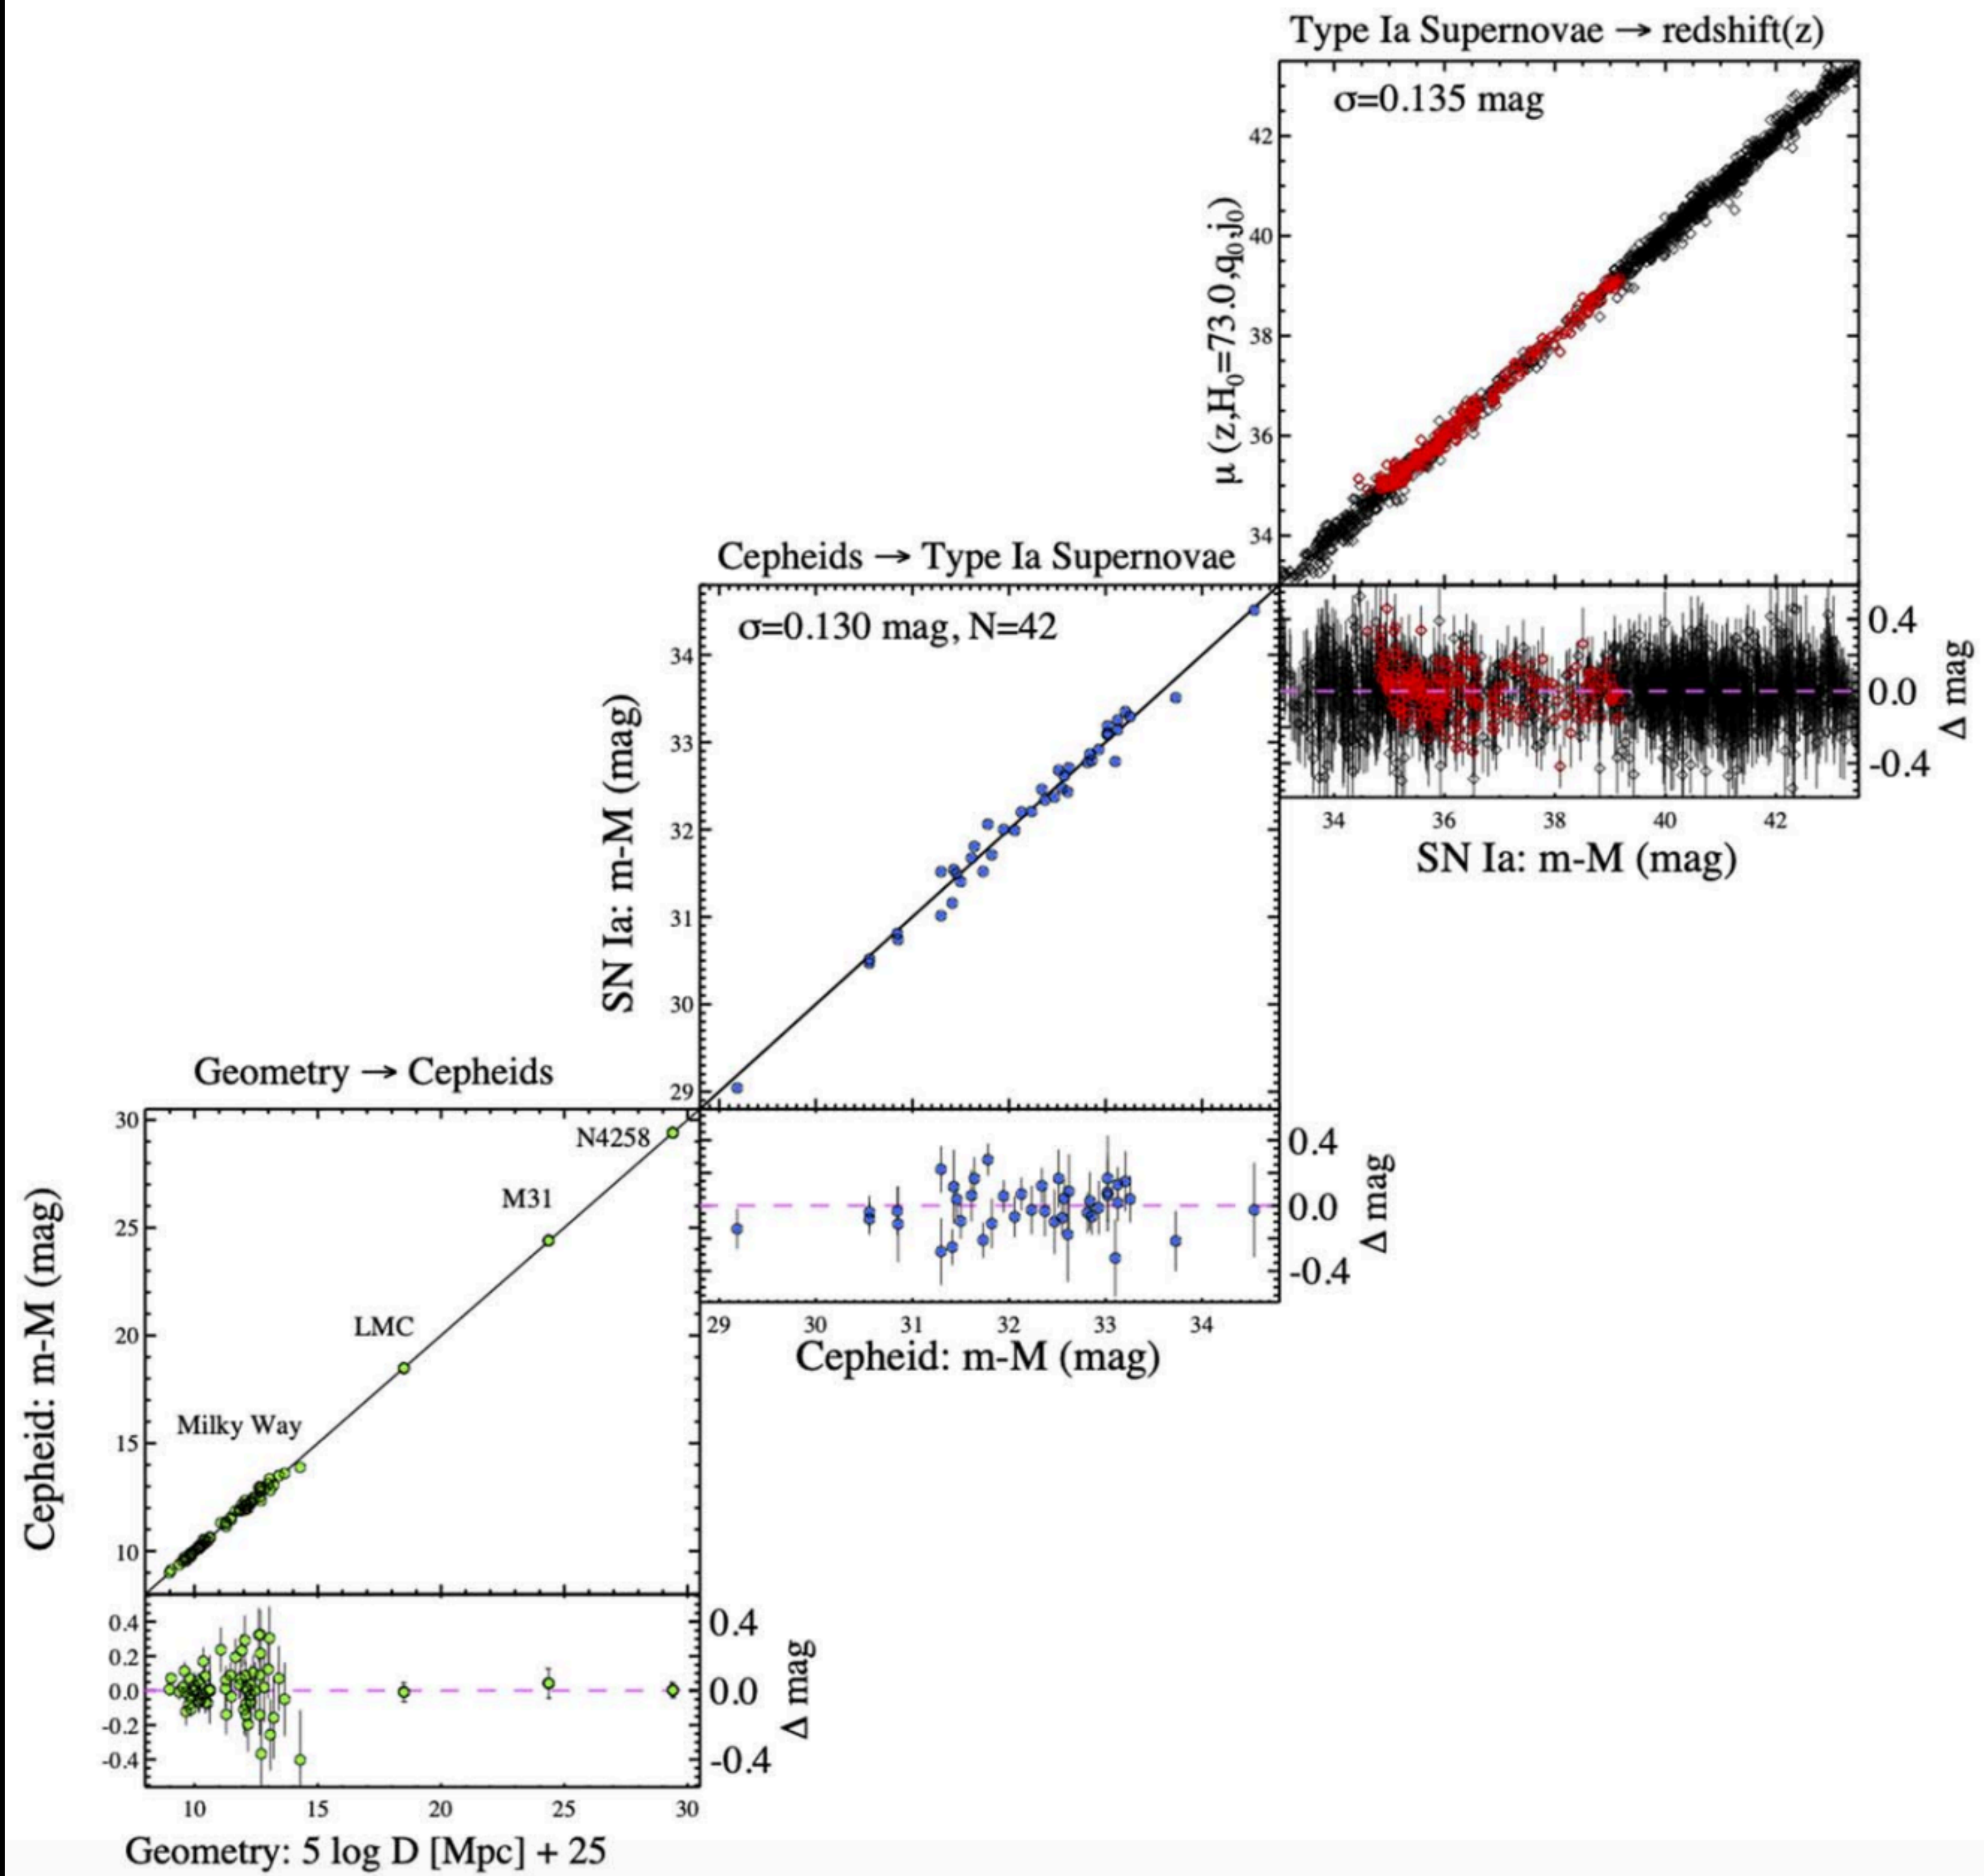 Type Ia Supernovae → redshift(z)
σ=0.135 mag
42
40
38
36
34
μ (z,H₀=73.0,q₀,j₀)
0.4
0.0
-0.4
Δ mag
34 36 38 40 42
SN Ia: m-M (mag)
Cepheids → Type Ia Supernovae
σ=0.130 mag, N=42
34
33
32
31
30
29
SN Ia: m-M (mag)
0.4
0.0
-0.4
Δ mag
29 30 31 32 33 34
Cepheid: m-M (mag)
Geometry → Cepheids
30
25
20
15
10
Cepheid: m-M (mag)
N4258
M31
LMC
Milky Way
0.4
0.2
0.0
-0.2
-0.4
0.4
0.0
-0.4
Δ mag
10 15 20 25 30
Geometry: 5 log D [Mpc] + 25